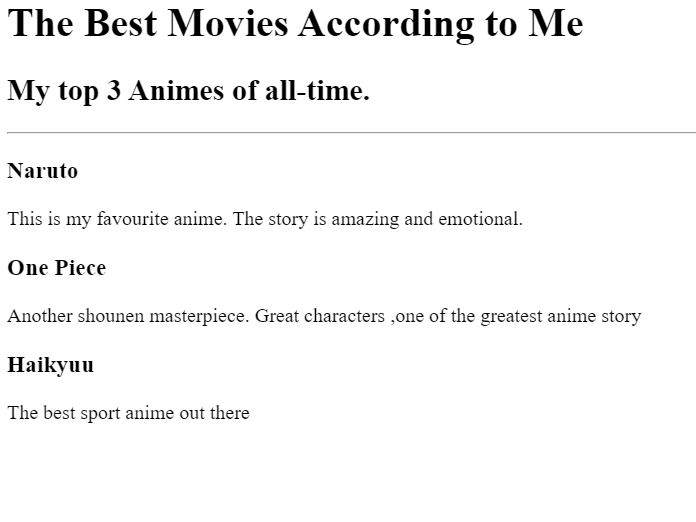 The Best Movies According to Me
My top 3 Animes of all-time.
Naruto
This is my favourite anime. The story is amazing and emotional.
One Piece
Another shounen masterpiece. Great characters ,one of the greatest anime story
Haikyuu
The best sport anime out there